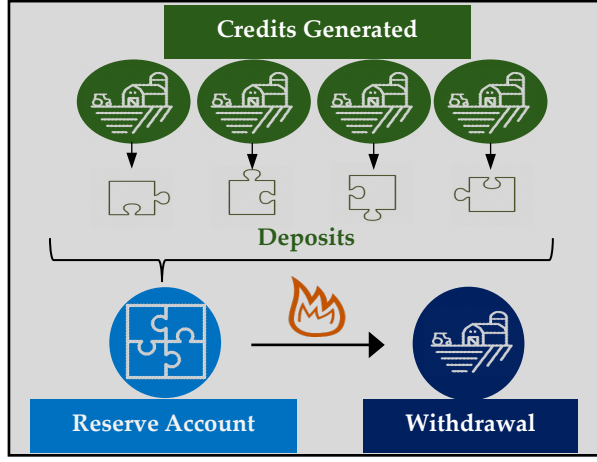 Credits Generated
Deposits
Reserve Account
Withdrawal